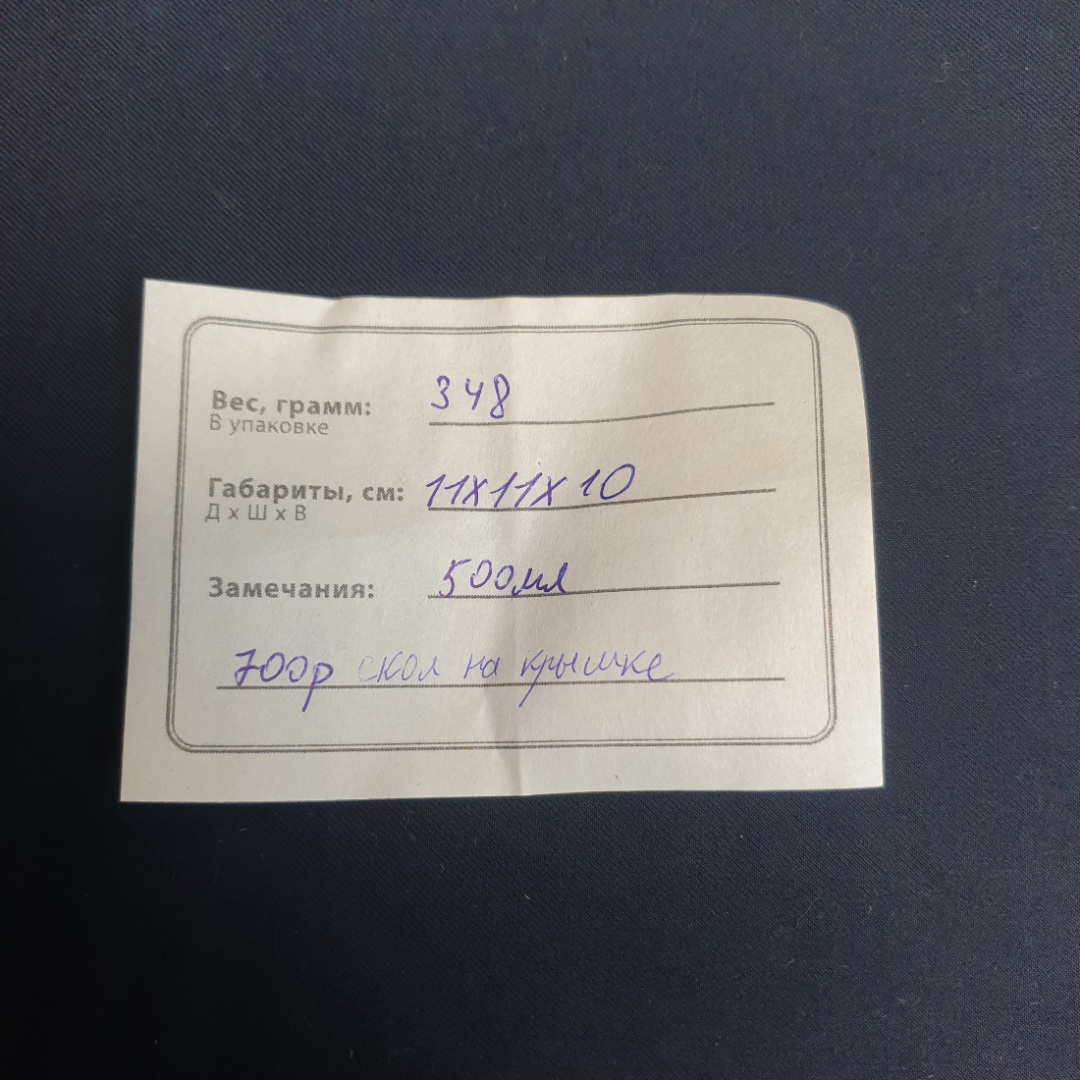 Вес, грамм: 348
В упаковке
Габариты, см: 11х11х10
Д х Ш х В
Замечания: 500мл
700р скол на крышке